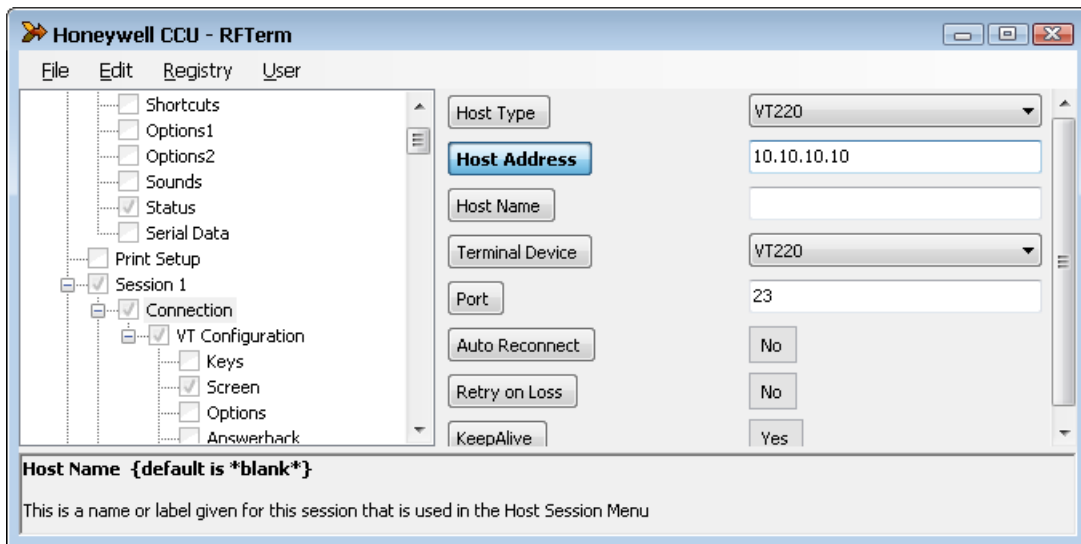 Honeywell CCU - RFTerm
File Edit Registry User
Shortcuts
Options1
Options2
Sounds
Status
Serial Data
Print Setup
Session 1
Connection
VT Configuration
Keys
Screen
Options
Answerback
Host Type VT220
Host Address 10.10.10.10
Host Name
Terminal Device VT220
Port 23
Auto Reconnect No
Retry on Loss No
KeepAlive Yes
Host Name {default is *blank*}
This is a name or label given for this session that is used in the Host Session Menu